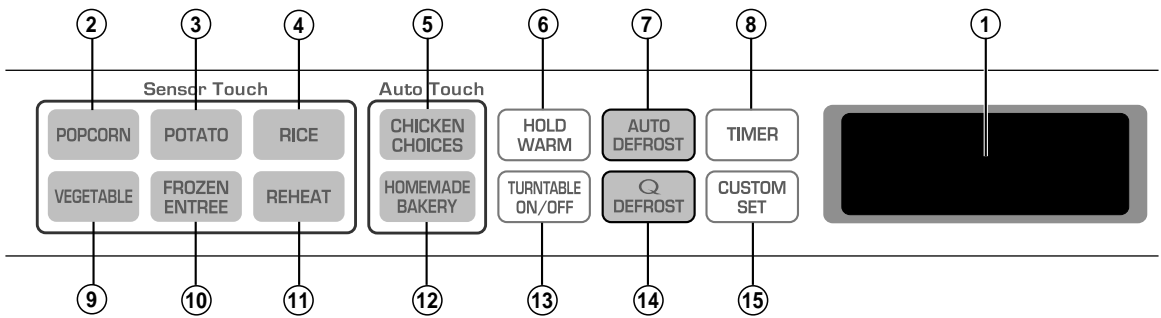 2 3 4 5 6 7 8 1
Sensor Touch Auto Touch
POPCORN POTATO RICE CHICKEN CHOICES HOLD WARM AUTO DEFROST TIMER
VEGETABLE FROZEN ENTREE REHEAT HOMEMADE BAKERY TURNTABLE ON/OFF Q DEFROST CUSTOM SET
9 10 11 12 13 14 15